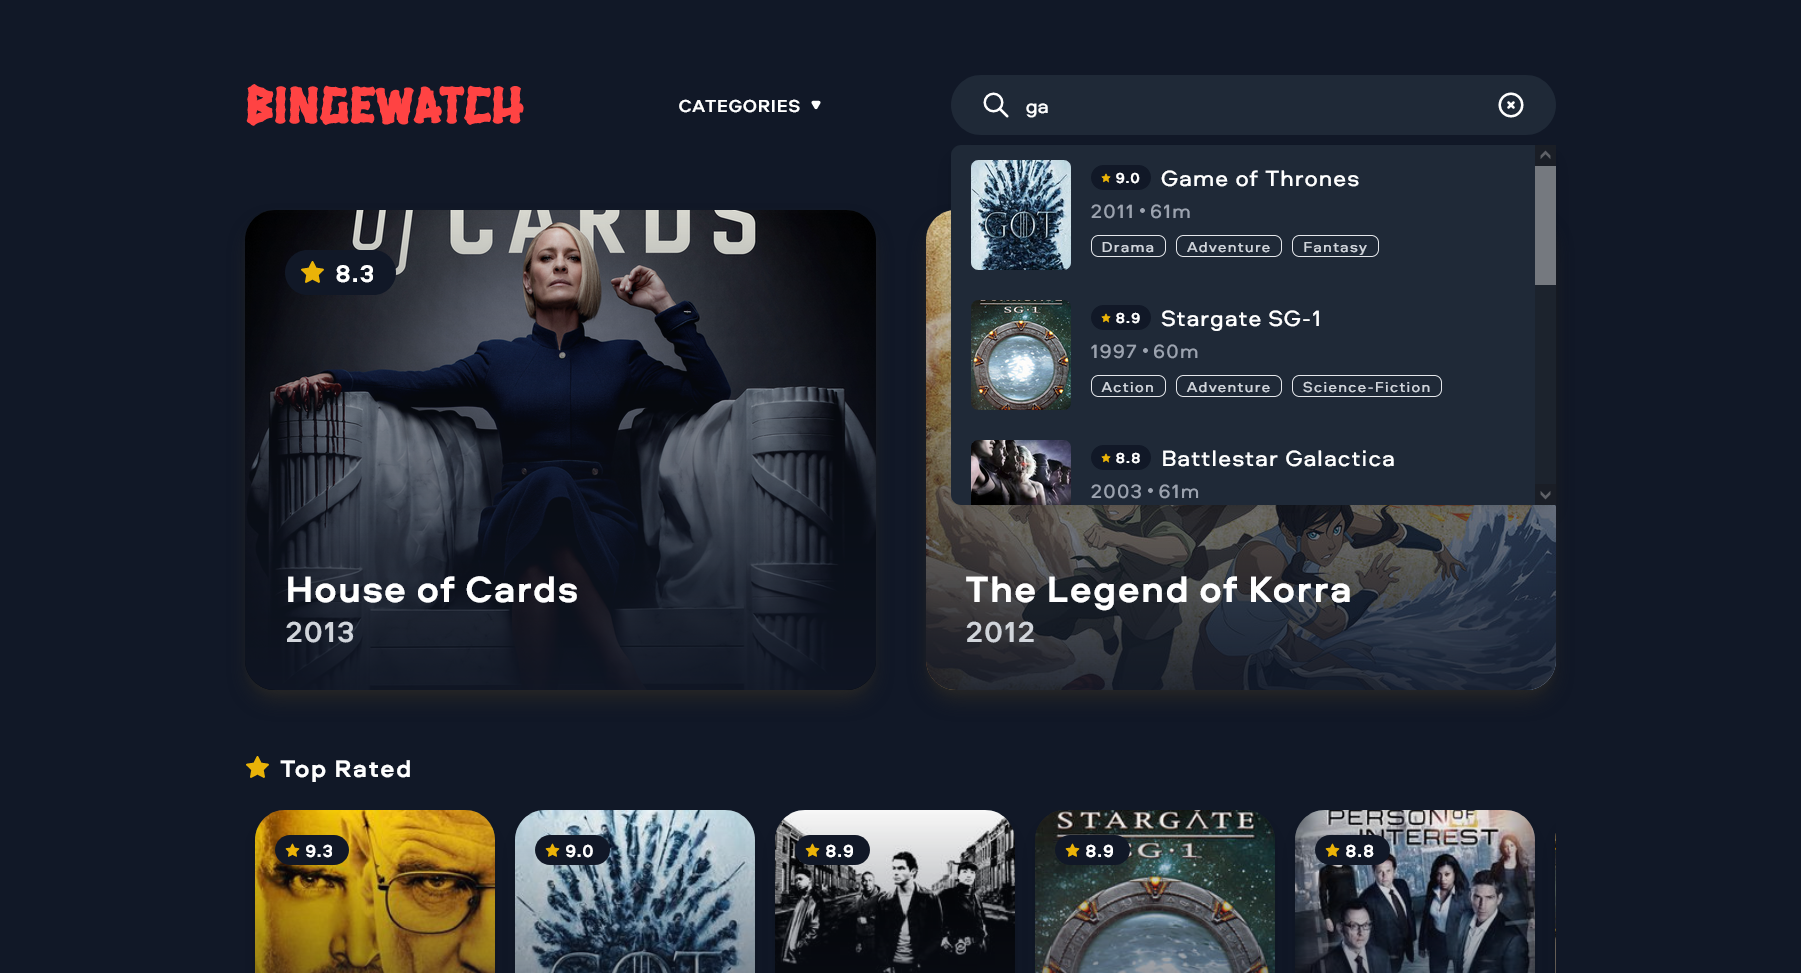 BINGEWATCH
CATEGORIES ▼
ga
9.0 Game of Thrones
2011 • 61m
Drama Adventure Fantasy
GOT
STARGATE
SG·1
8.9 Stargate SG-1
1997 • 60m
Action Adventure Science-Fiction
8.8 Battlestar Galactica
2003 • 61m
of CARDS
8.3
House of Cards
2013
The Legend of Korra
2012
Top Rated
9.3
9.0
GOT
8.9
STARGATE
SG·1
8.9
PERSON OF
INTEREST
8.8